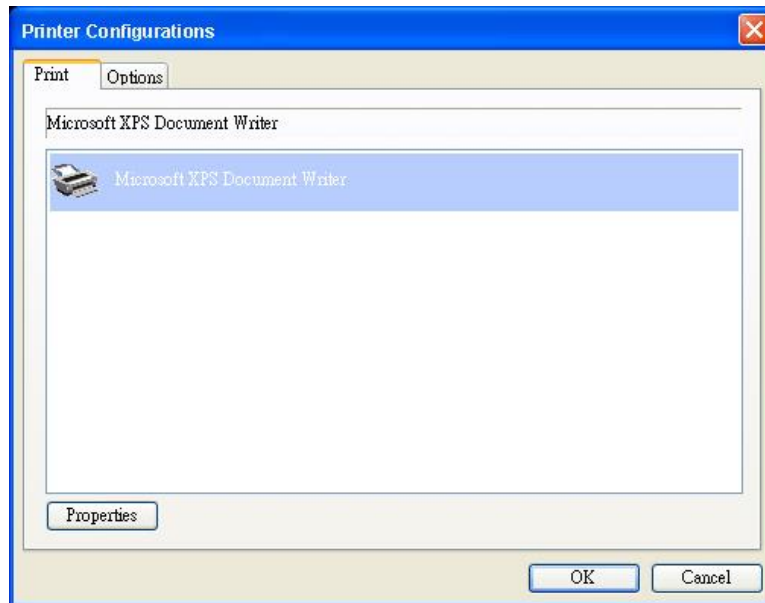 Printer Configurations
Print Options
Microsoft XPS Document Writer
Microsoft XPS Document Writer
Properties
OK Cancel